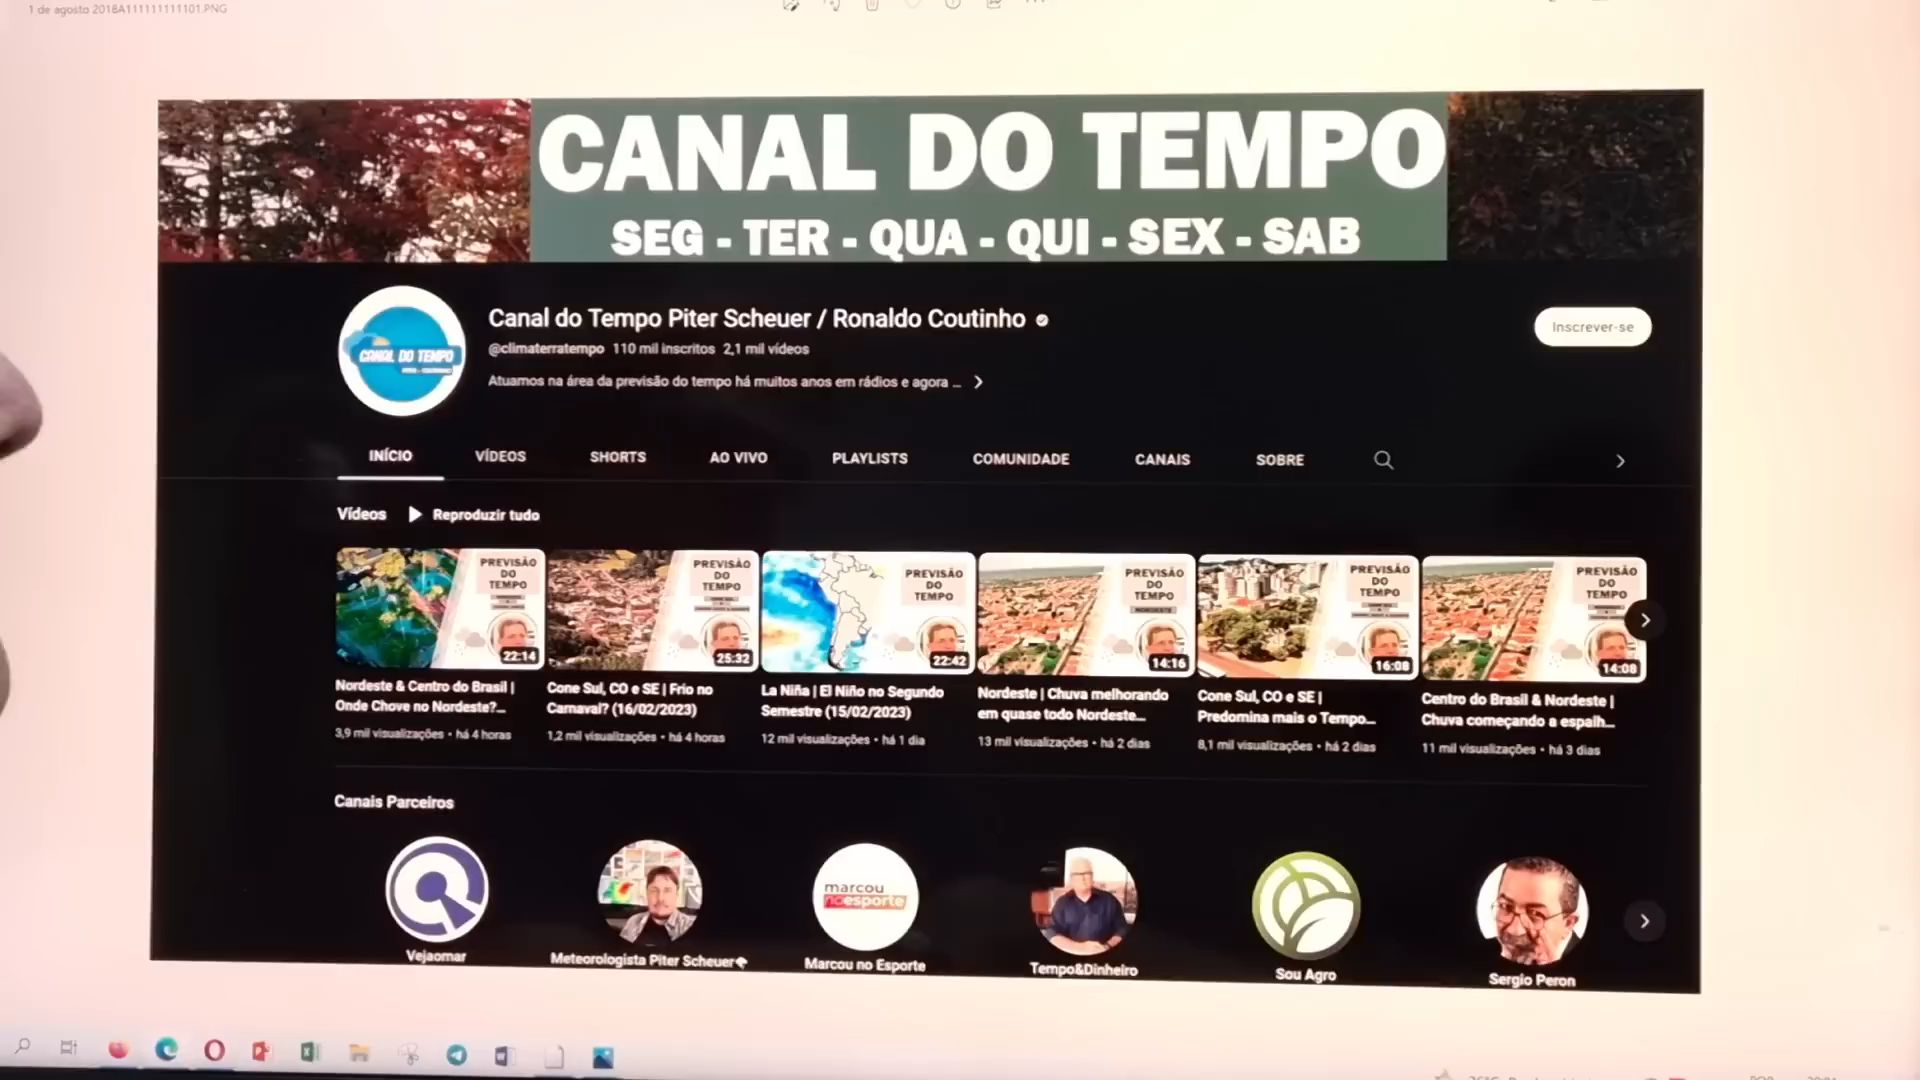 1 de agosto 2018A111111111101.PNG
CANAL DO TEMPO
SEG - TER - QUA - QUI - SEX - SAB
CANAL DO TEMPO
Canal do Tempo Piter Scheuer / Ronaldo Coutinho
@climaterratempo 110 mil inscritos 2,1 mil vídeos
Inscrever-se
Atuamos na área da previsão do tempo há muitos anos em rádios e agora ...
INÍCIO VÍDEOS SHORTS AO VIVO PLAYLISTS COMUNIDADE CANAIS SOBRE
Vídeos Reproduzir tudo
PREVISÃO
DO
TEMPO
22:14
PREVISÃO
DO
TEMPO
25:32
PREVISÃO
DO
TEMPO
22:42
PREVISÃO
DO
TEMPO
NORDESTE
14:16
PREVISÃO
DO
TEMPO
16:08
PREVISÃO
DO
TEMPO
14:08
Nordeste & Centro do Brasil |
Onde Chove no Nordeste?...
3,9 mil visualizações • há 4 horas
Cone Sul, CO e SE | Frio no
Carnaval? (16/02/2023)
1,2 mil visualizações • há 4 horas
La Niña | El Niño no Segundo
Semestre (15/02/2023)
12 mil visualizações • há 1 dia
Nordeste | Chuva melhorando
em quase todo Nordeste...
13 mil visualizações • há 2 dias
Cone Sul, CO e SE |
Predomina mais o Tempo...
8,1 mil visualizações • há 2 dias
Centro do Brasil & Nordeste |
Chuva começando a espalh...
11 mil visualizações • há 3 dias
Canais Parceiros
marcou
noesporte
Vejaomar
Meteorologista Piter Scheuer
Marcou no Esporte
Tempo&Dinheiro
Sou Agro
Sergio Peron